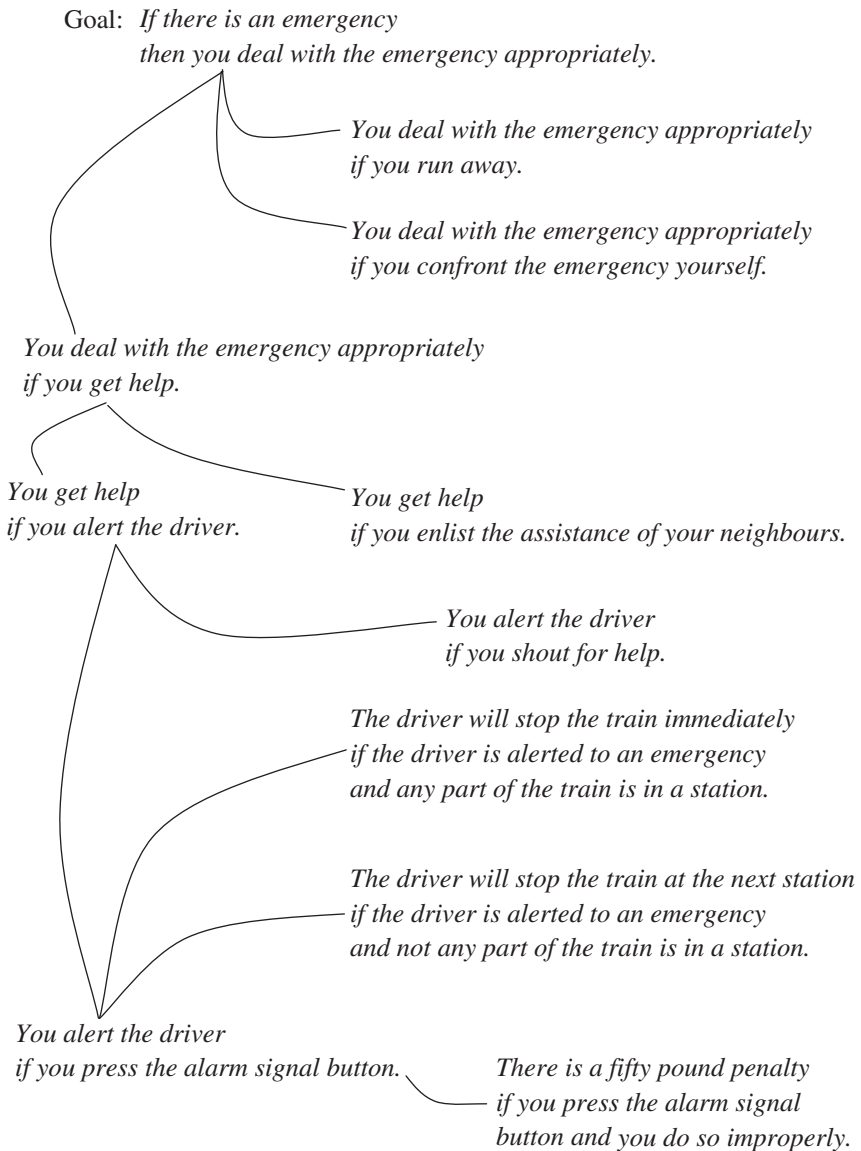 Goal: If there is an emergency
then you deal with the emergency appropriately.
You deal with the emergency appropriately
if you run away.
You deal with the emergency appropriately
if you confront the emergency yourself.
You deal with the emergency appropriately
if you get help.
You get help
if you alert the driver.
You get help
if you enlist the assistance of your neighbours.
You alert the driver
if you shout for help.
The driver will stop the train immediately
if the driver is alerted to an emergency
and any part of the train is in a station.
The driver will stop the train at the next station
if the driver is alerted to an emergency
and not any part of the train is in a station.
You alert the driver
if you press the alarm signal button.
There is a fifty pound penalty
if you press the alarm signal
button and you do so improperly.